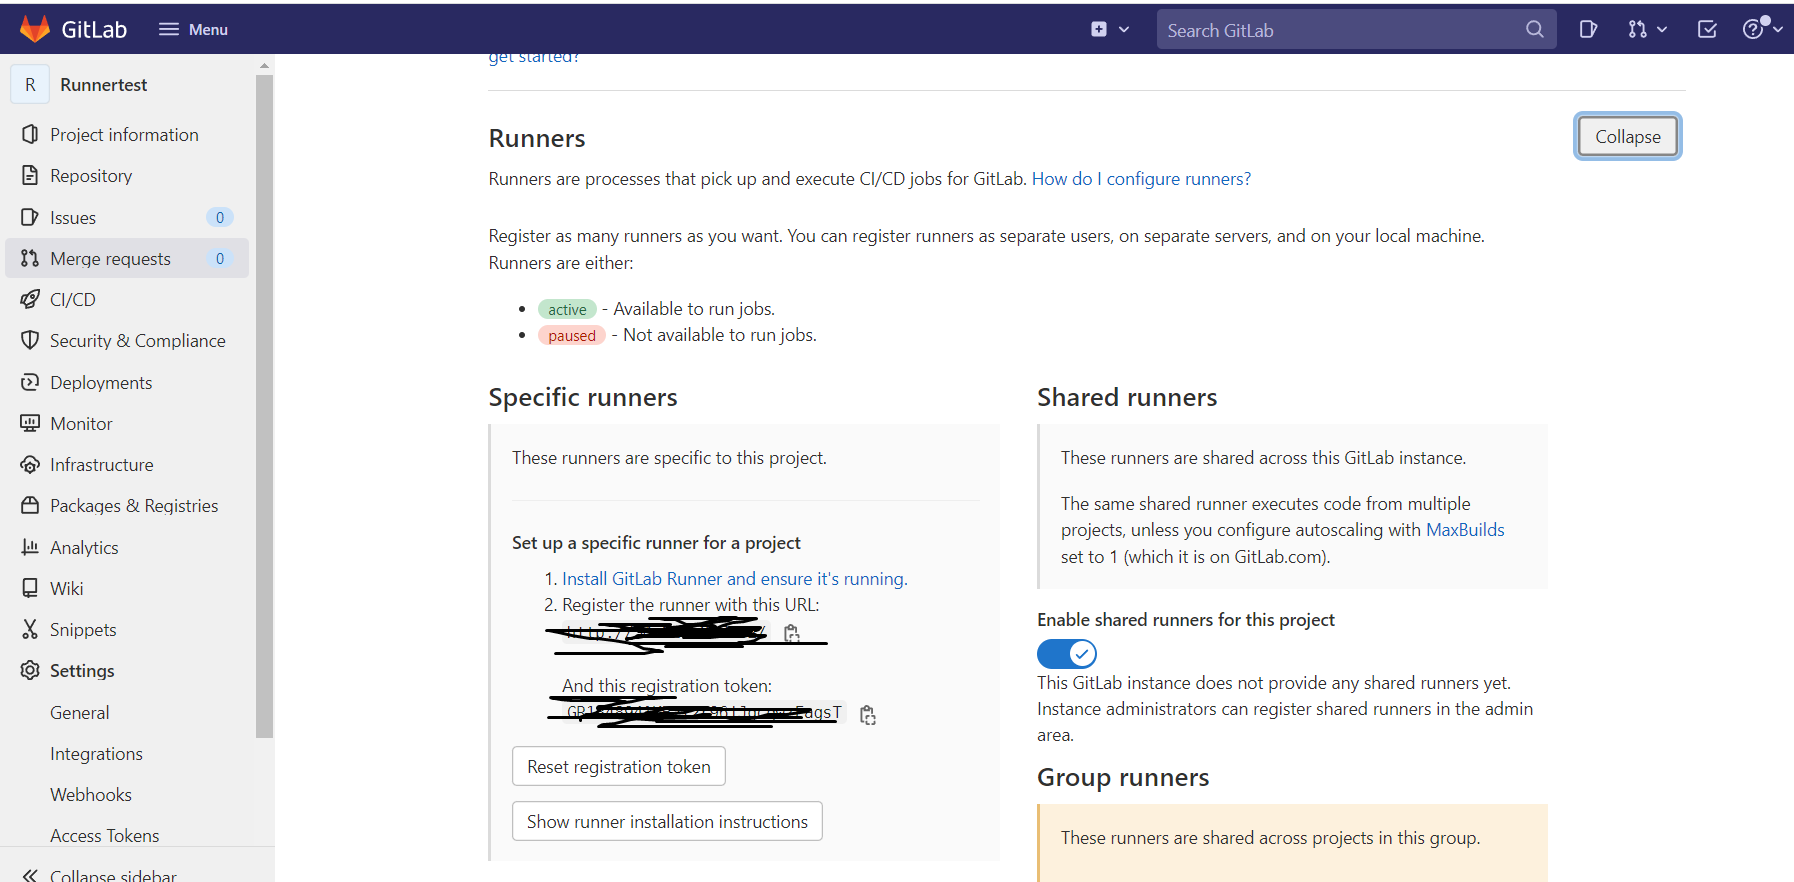 GitLab Menu Search GitLab
R Runnertest
Project information
Repository
Issues 0
Merge requests 0
CI/CD
Security & Compliance
Deployments
Monitor
Infrastructure
Packages & Registries
Analytics
Wiki
Snippets
Settings
General
Integrations
Webhooks
Access Tokens
Collapse sidebar
get started?
Runners
Collapse
Runners are processes that pick up and execute CI/CD jobs for GitLab. How do I configure runners?
Register as many runners as you want. You can register runners as separate users, on separate servers, and on your local machine.
Runners are either:
active - Available to run jobs.
paused - Not available to run jobs.
Specific runners
These runners are specific to this project.
Set up a specific runner for a project
1. Install GitLab Runner and ensure it's running.
2. Register the runner with this URL:
And this registration token:
Reset registration token
Show runner installation instructions
Shared runners
These runners are shared across this GitLab instance.
The same shared runner executes code from multiple
projects, unless you configure autoscaling with MaxBuilds
set to 1 (which it is on GitLab.com).
Enable shared runners for this project
This GitLab instance does not provide any shared runners yet.
Instance administrators can register shared runners in the admin
area.
Group runners
These runners are shared across projects in this group.